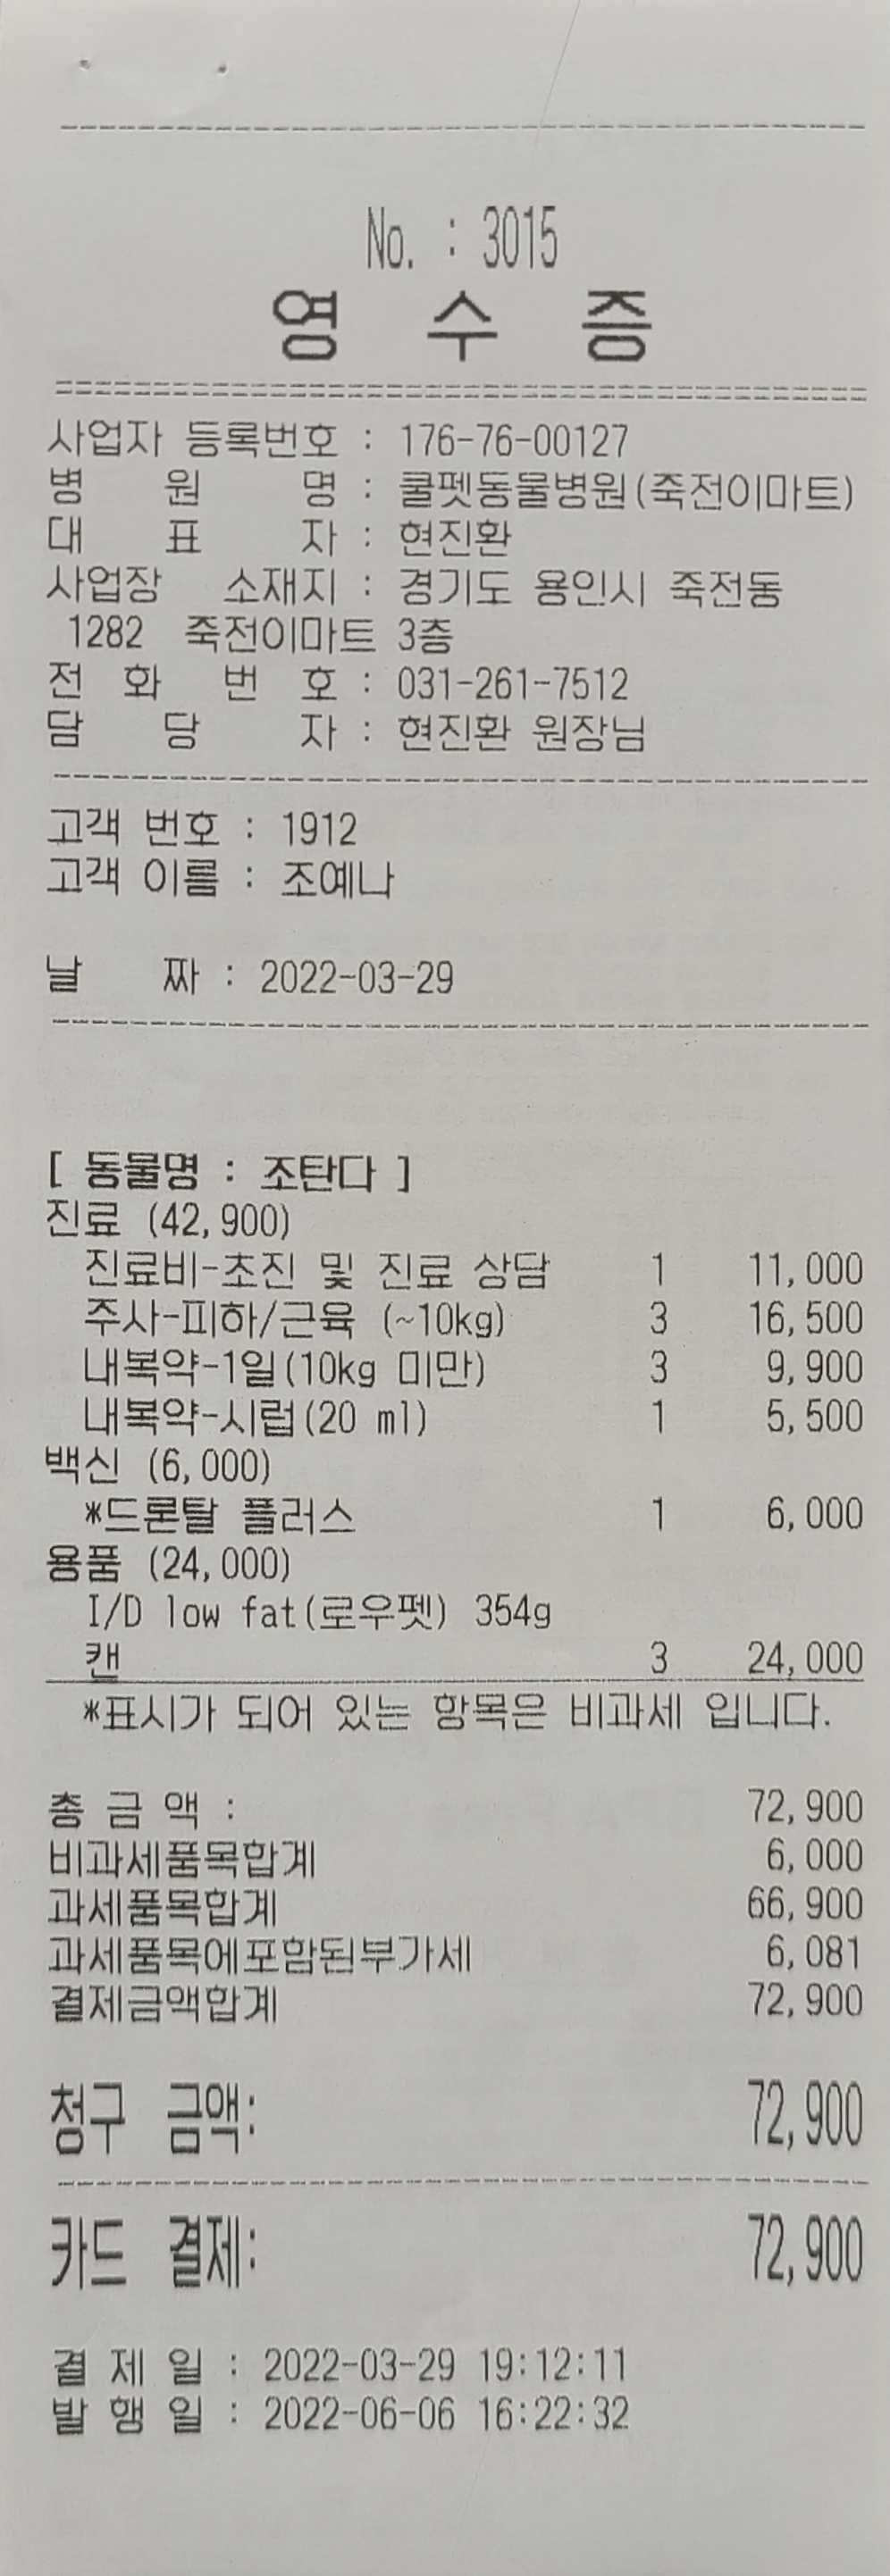 No. : 3015
영 수 증
사업자 등록번호 : 176-76-00127
병 원 명 : 쿨펫동물병원(죽전이마트)
대 표 자 : 현진환
사업장 소재지 : 경기도 용인시 죽전동
1282 죽전이마트 3층
전 화 번 호 : 031-261-7512
담 당 자 : 현진환 원장님
고객 번호 : 1912
고객 이름 : 조예나
날 짜 : 2022-03-29
[ 동물명 : 조탄다 ]
진료 (42,900)
진료비-초진 및 진료 상담 1 11,000
주사-피하/근육 (~10kg) 3 16,500
내복약-1일(10kg 미만) 3 9,900
내복약-시럽(20 ml) 1 5,500
백신 (6,000)
*드론탈 플러스 1 6,000
용품 (24,000)
I/D low fat(로우펫) 354g
캔 3 24,000
*표시가 되어 있는 항목은 비과세 입니다.
총 금 액 : 72,900
비과세품목합계 6,000
과세품목합계 66,900
과세품목에포함된부가세 6,081
결제금액합계 72,900
청구 금액: 72,900
카드 결제: 72,900
결 제 일 : 2022-03-29 19:12:11
발 행 일 : 2022-06-06 16:22:32